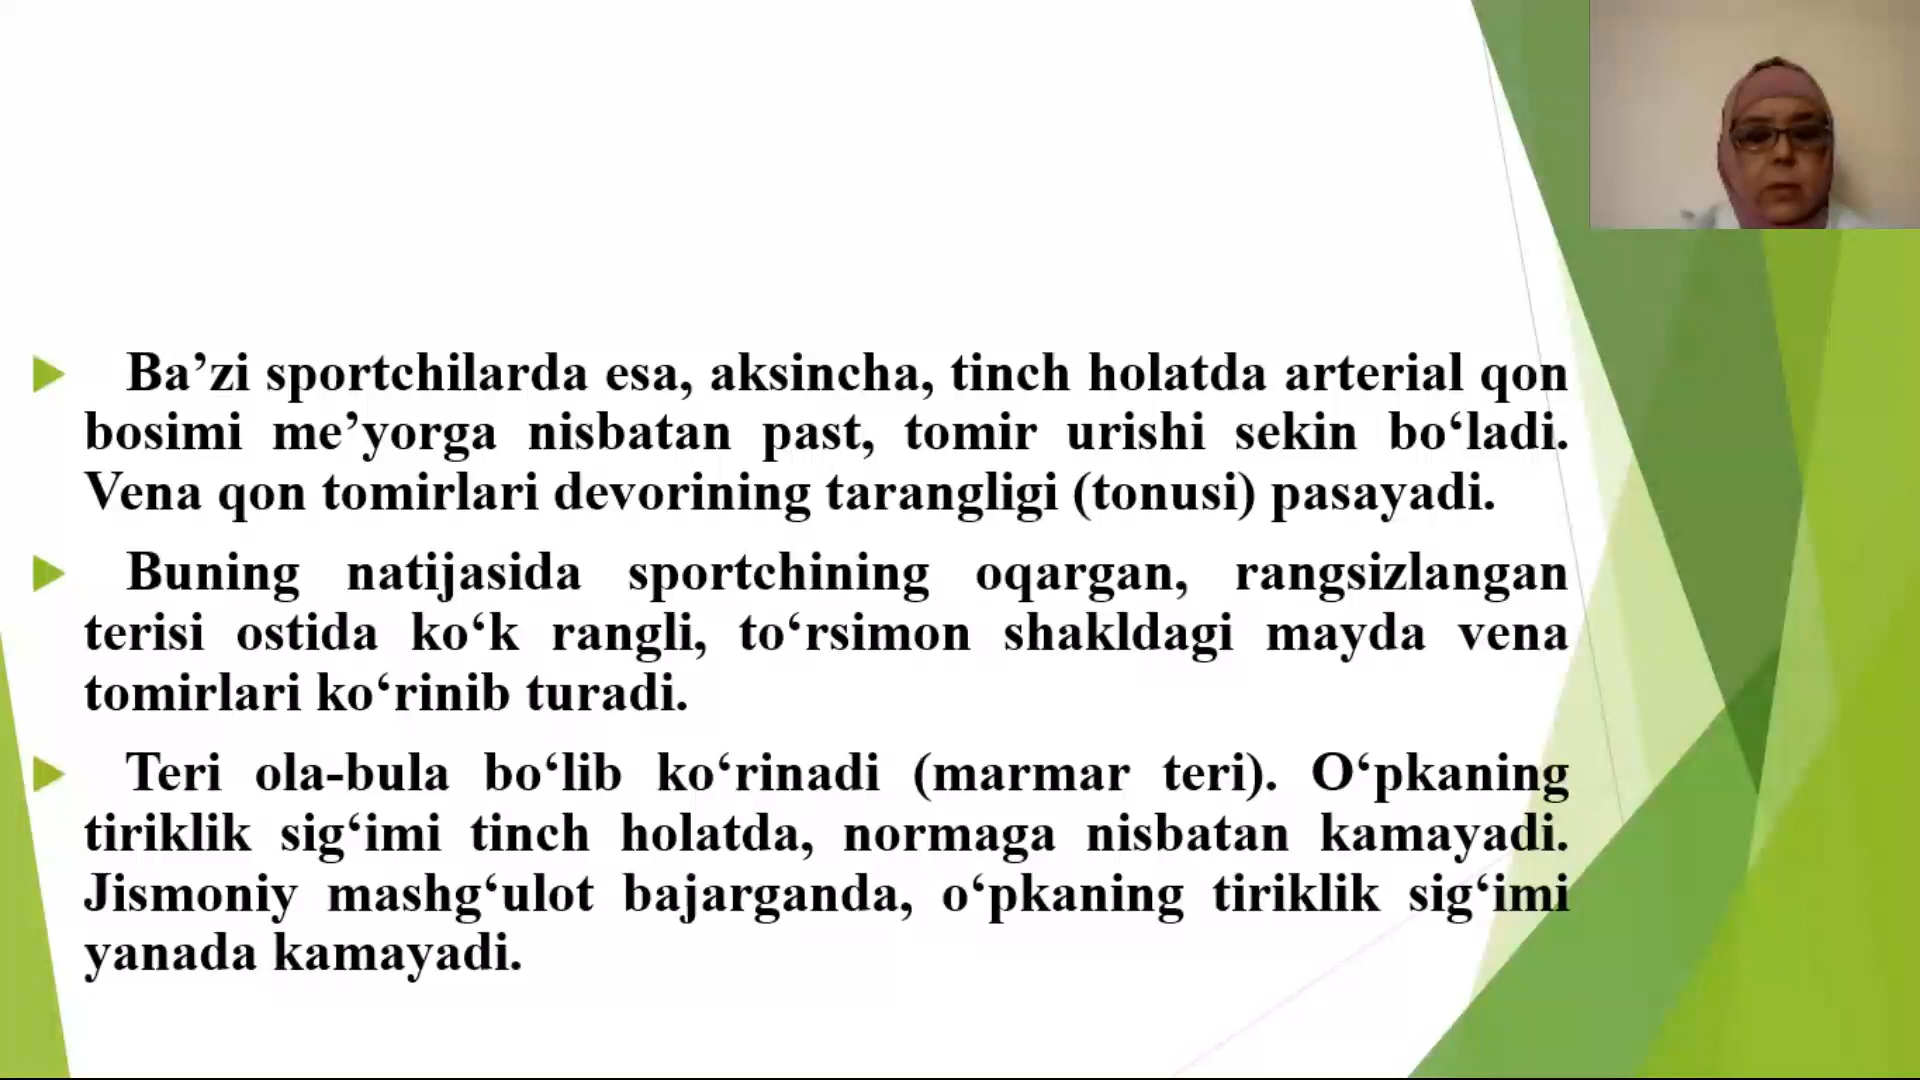 Ba’zi sportchilarda esa, aksincha, tinch holatda arterial qon
bosimi me’yorga nisbatan past, tomir urishi sekin bo‘ladi.
Vena qon tomirlari devorining tarangligi (tonusi) pasayadi.
Buning natijasida sportchining oqargan, rangsizlangan
terisi ostida ko‘k rangli, to‘rsimon shakldagi mayda vena
tomirlari ko‘rinib turadi.
Teri ola-bula bo‘lib ko‘rinadi (marmar teri). O‘pkaning
tiriklik sig‘imi tinch holatda, normaga nisbatan kamayadi.
Jismoniy mashg‘ulot bajarganda, o‘pkaning tiriklik sig‘imi
yanada kamayadi.